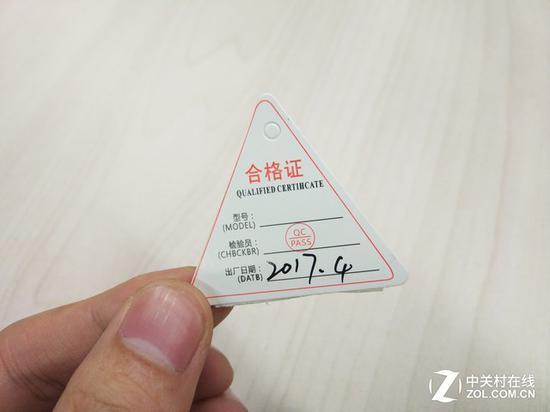 合格证
QUALIFIED CERTIHCATE
型号：
(MODEL)
检验员：
(CHBCKBR)
QC
PASS
出厂日期：
(DATB)
2017.4
中关村在线
ZOL.COM.CN